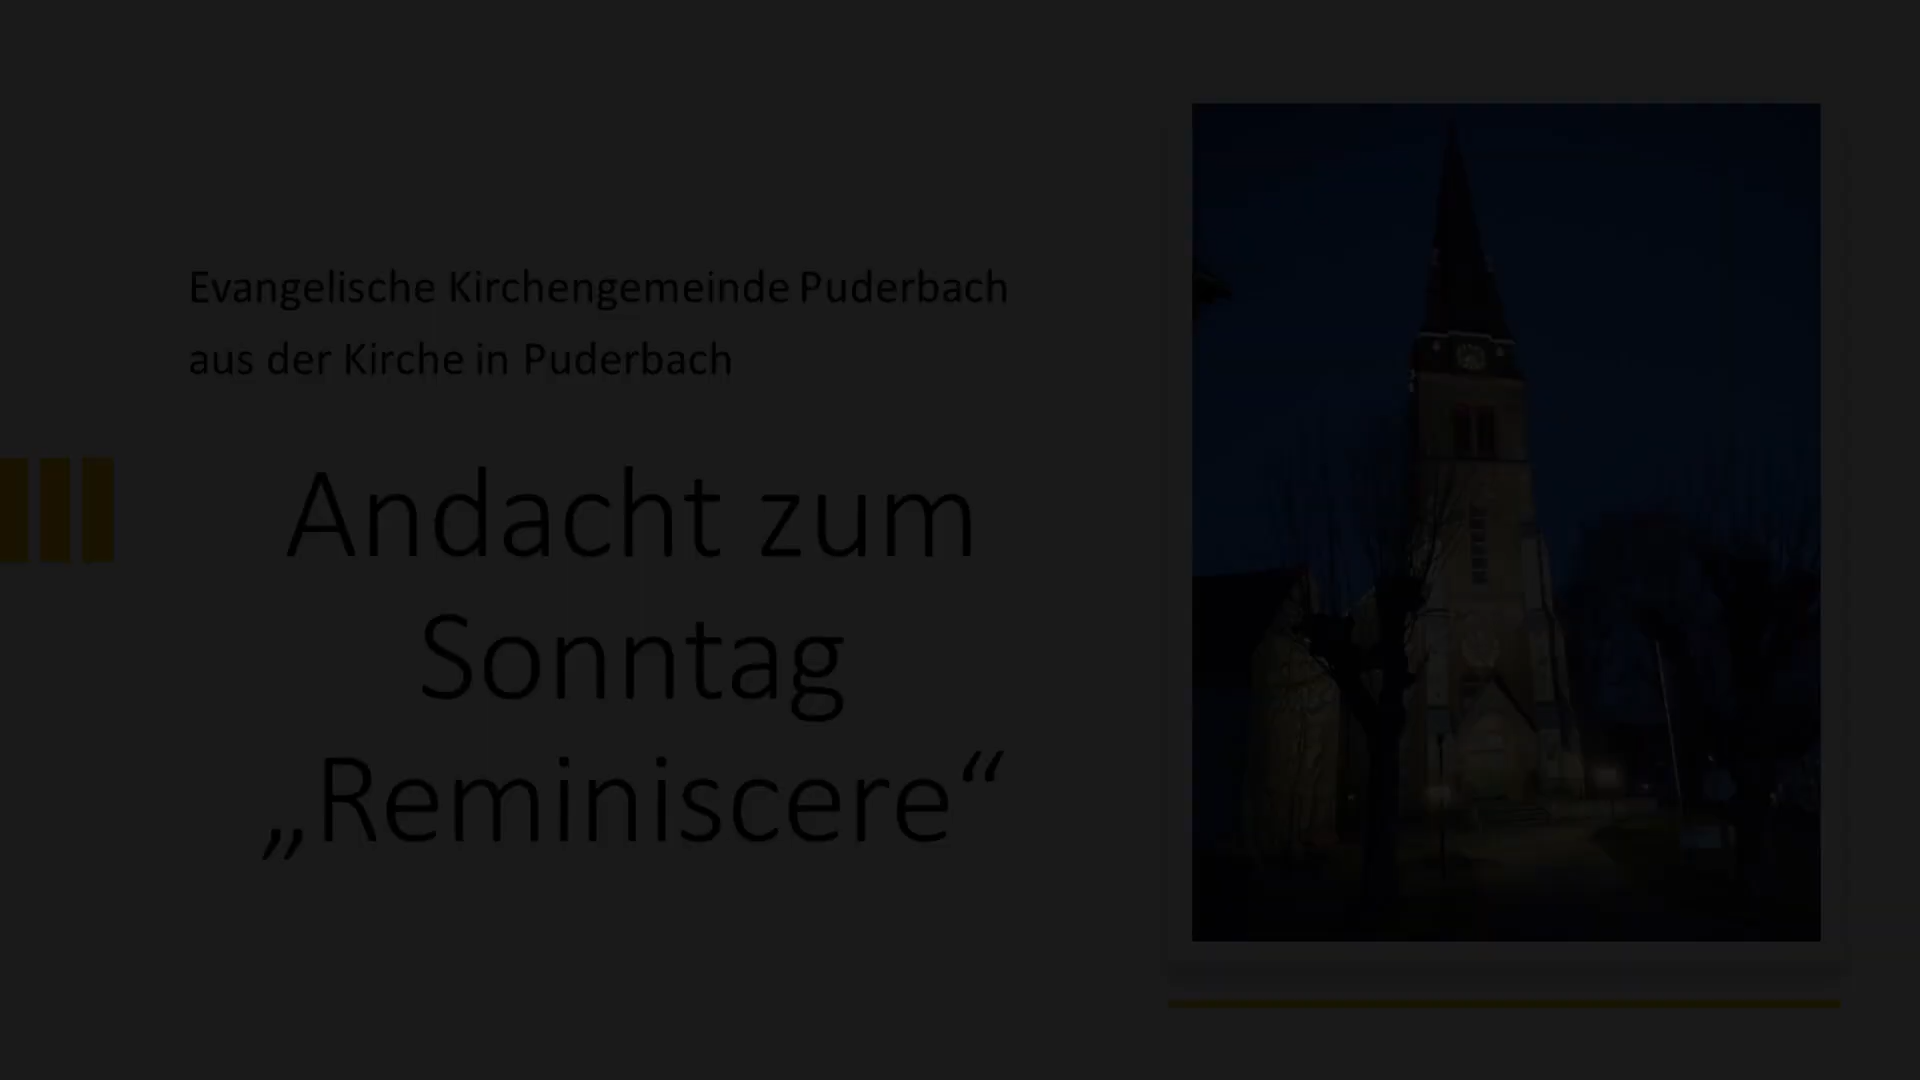 Evangelische Kirchengemeinde Puderbach
aus der Kirche in Puderbach
Andacht zum
Sonntag
„Reminiscere“